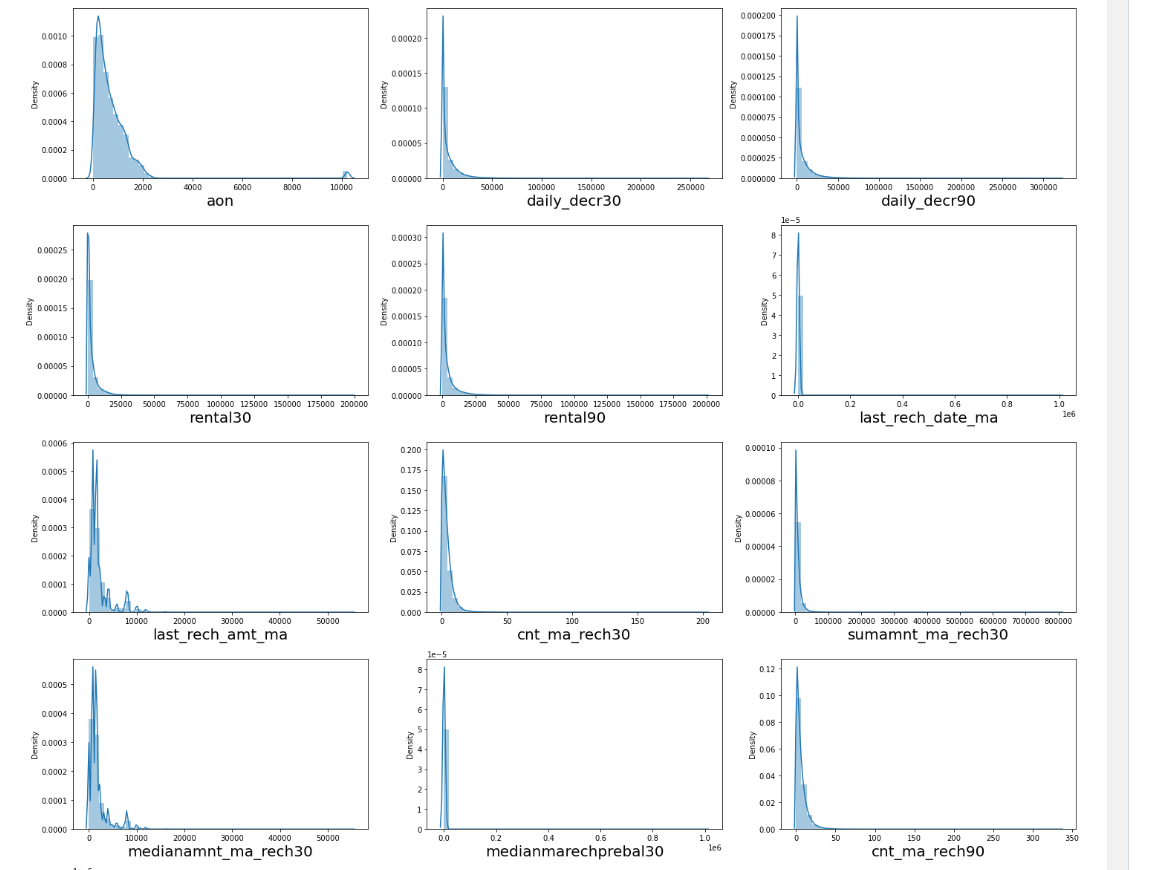 0.0010
0.0008
0.0006
0.0004
0.0002
0.0000
Density
0 2000 4000 6000 8000 10000
aon
0.00020
0.00015
0.00010
0.00005
0.00000
Density
0 50000 100000 150000 200000 250000
daily_decr30
0.000200
0.000175
0.000150
0.000125
0.000100
0.000075
0.000050
0.000025
0.000000
Density
0 50000 100000 150000 200000 250000 300000
daily_decr90
0.00025
0.00020
0.00015
0.00010
0.00005
0.00000
Density
0 25000 50000 75000 100000 125000 150000 175000 200000
rental30
0.00030
0.00025
0.00020
0.00015
0.00010
0.00005
0.00000
Density
0 25000 50000 75000 100000 125000 150000 175000 200000
rental90
1e-5
8
7
6
5
4
3
2
1
0
Density
0.0 0.2 0.4 0.6 0.8 1.0
1e6
last_rech_date_ma
0.0006
0.0005
0.0004
0.0003
0.0002
0.0001
0.0000
Density
0 10000 20000 30000 40000 50000
last_rech_amt_ma
0.200
0.175
0.150
0.125
0.100
0.075
0.050
0.025
0.000
Density
0 50 100 150 200
cnt_ma_rech30
0.00010
0.00008
0.00006
0.00004
0.00002
0.00000
Density
0 100000 200000 300000 400000 500000 600000 700000 800000
sumamnt_ma_rech30
0.0005
0.0004
0.0003
0.0002
0.0001
0.0000
Density
0 10000 20000 30000 40000 50000
medianamnt_ma_rech30
1e-5
8
7
6
5
4
3
2
1
0
Density
0.0 0.2 0.4 0.6 0.8 1.0
1e6
medianmarechprebal30
0.12
0.10
0.08
0.06
0.04
0.02
0.00
Density
0 50 100 150 200 250 300 350
cnt_ma_rech90